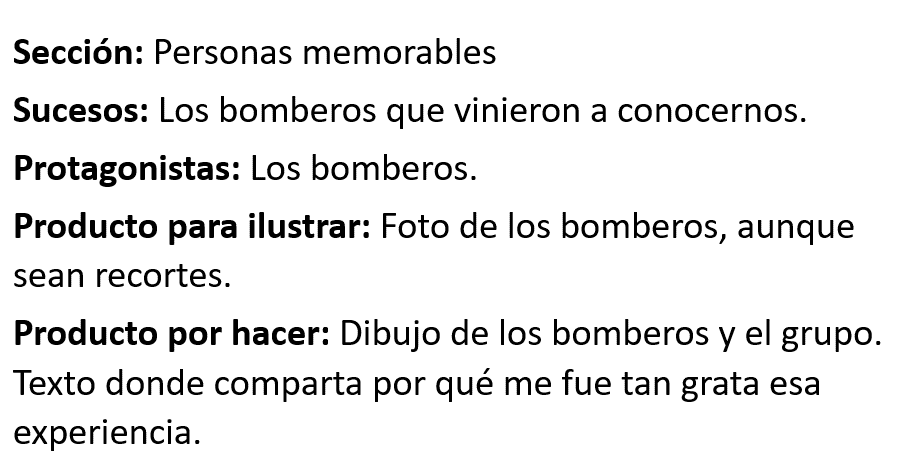 Sección: Personas memorables
Sucesos: Los bomberos que vinieron a conocernos.
Protagonistas: Los bomberos.
Producto para ilustrar: Foto de los bomberos, aunque
sean recortes.
Producto por hacer: Dibujo de los bomberos y el grupo.
Texto donde comparta por qué me fue tan grata esa
experiencia.